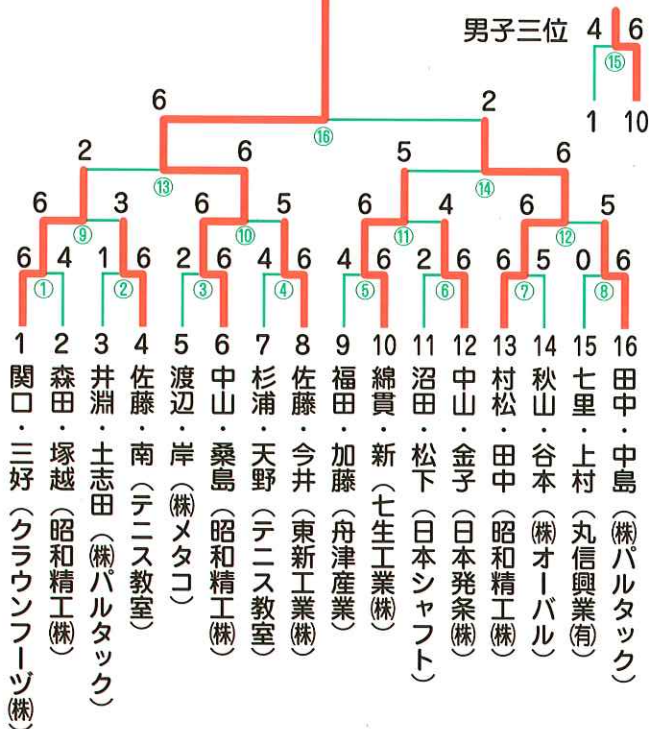 男子三位 4 6
⑮
1 10
6 2
⑯
2 6 5 6
⑬ ⑭
6 3 6 5 6 4 6 5
⑨ ⑩ ⑪ ⑫
6 4 1 6 2 6 4 6 4 6 2 6 6 5 0 6
① ② ③ ④ ⑤ ⑥ ⑦ ⑧
1 関口・三好(クラウンフーヅ㈱)
2 森田・塚越(昭和精工㈱)
3 井淵・土志田(㈱パルタック)
4 佐藤・南(テニス教室)
5 渡辺・岸(㈱メタコ)
6 中山・桑島(昭和精工㈱)
7 杉浦・天野(テニス教室)
8 佐藤・今井(東新工業㈱)
9 福田・加藤(舟津産業)
10 綿貫・新(七生工業㈱)
11 沼田・松下(日本シャフト)
12 中山・金子(日本発条㈱)
13 村松・田中(昭和精工㈱)
14 秋山・谷本(㈱オーバル)
15 七里・上村(丸信興業㈲)
16 田中・中島(㈱パルタック)